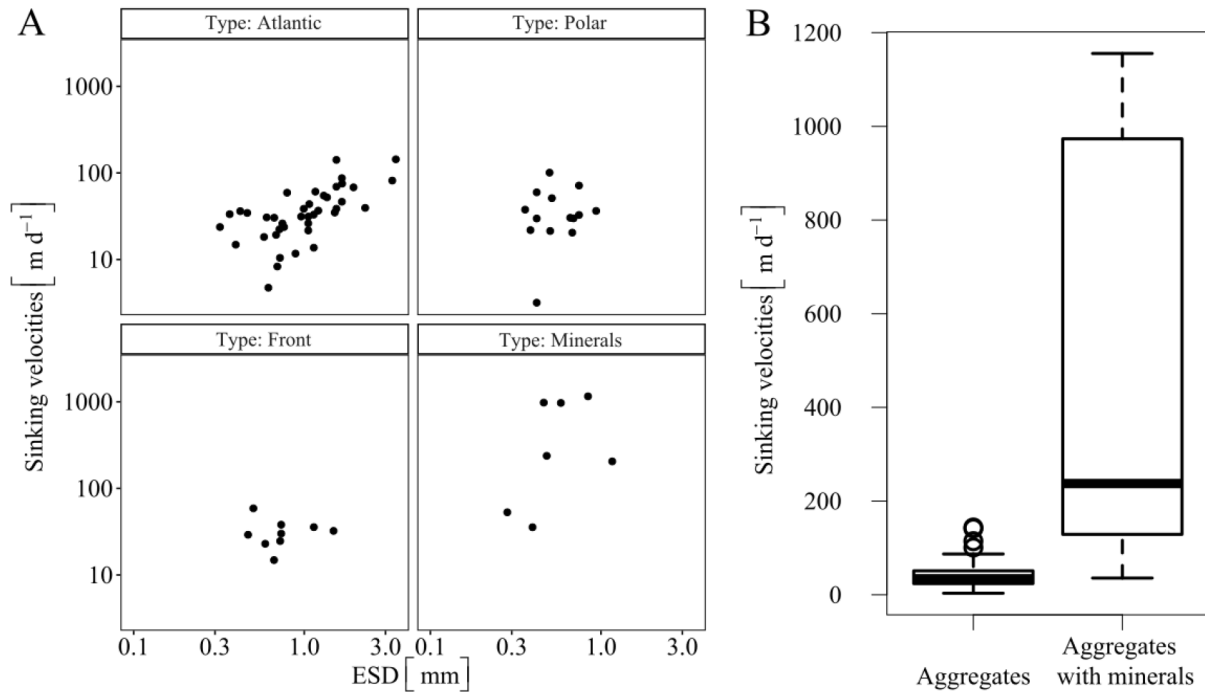 A
Type: Atlantic
Type: Polar
1000
100
10
Type: Front
Type: Minerals
1000
100
10
0.1
0.3
1.0
3.0
0.1
0.3
1.0
3.0
ESD [mm]
Sinking velocities [m d⁻¹]
B
1200
1000
800
600
400
200
0
Sinking velocities [m d⁻¹]
Aggregates
Aggregates
with minerals